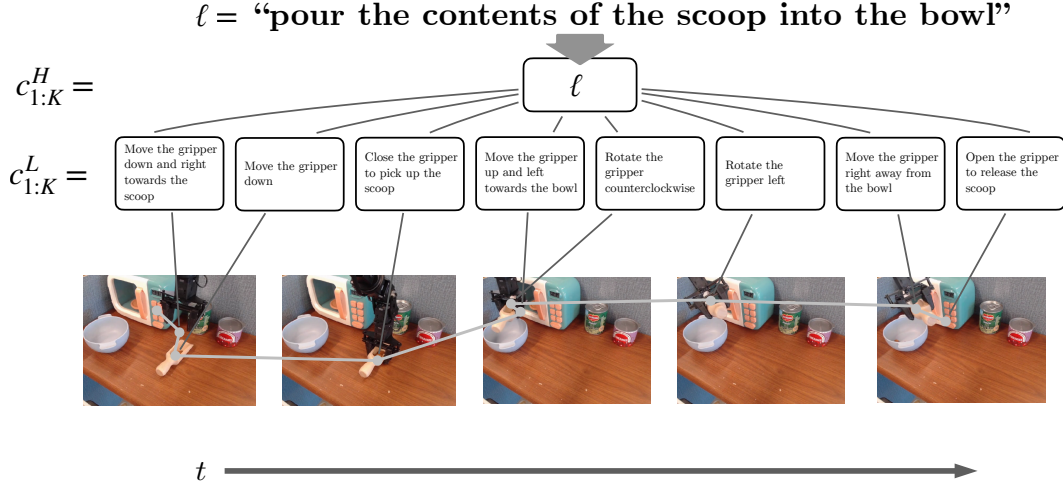 ℓ = “pour the contents of the scoop into the bowl”
c^H_{1:K} =
ℓ
c^L_{1:K} =
Move the gripper
down and right
towards the
scoop
Move the gripper
down
Close the gripper
to pick up the
scoop
Move the gripper
up and left
towards the bowl
Rotate the
gripper
counterclockwise
Rotate the
gripper left
Move the gripper
right away from
the bowl
Open the gripper
to release the
scoop
t